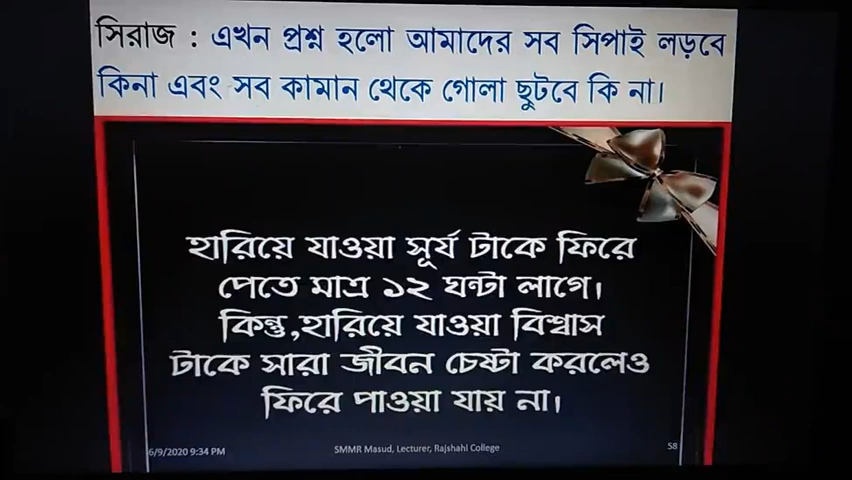 সিরাজ : এখন প্রশ্ন হলো আমাদের সব সিপাই লড়বে
কিনা এবং সব কামান থেকে গোলা ছুটবে কি না।
হারিয়ে যাওয়া সূর্য টাকে ফিরে
পেতে মাত্র ১২ ঘন্টা লাগে।
কিন্তু,হারিয়ে যাওয়া বিশ্বাস
টাকে সারা জীবন চেষ্টা করলেও
ফিরে পাওয়া যায় না।
6/9/2020 9:34 PM
SMMR Masud, Lecturer, Rajshahi College
58